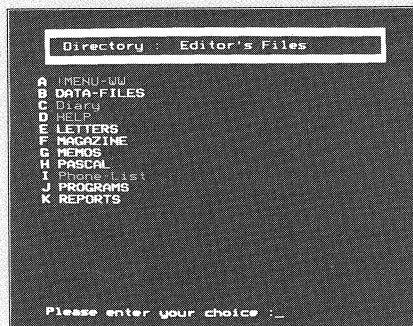 Directory : Editor's Files
A !MENU-WW
B DATA-FILES
C Diary
D HELP
E LETTERS
F MAGAZINE
G MEMOS
H PASCAL
I Phone-List
J PROGRAMS
K REPORTS
Please enter your choice :_